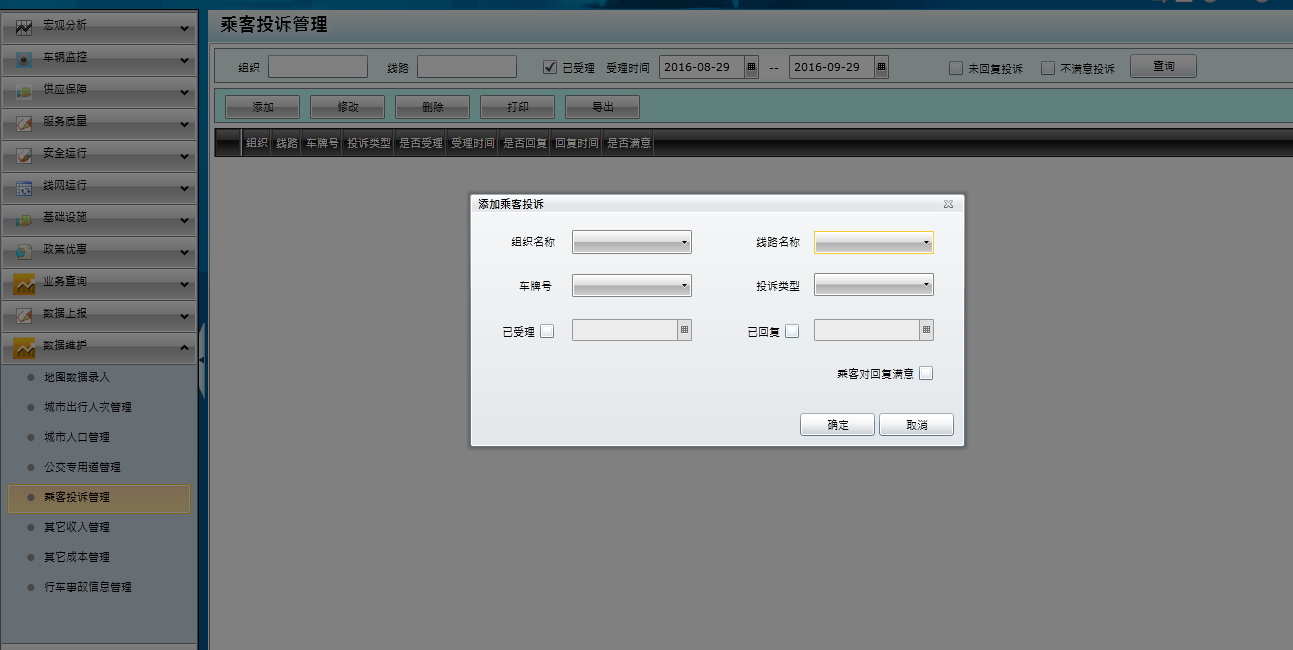 乘客投诉管理
宏观分析
车辆监控
供应保障
服务质量
安全运行
线网运行
基础设施
政策优惠
业务查询
数据上报
数据维护
地图数据录入
城市出行人次管理
城市人口管理
公交专用道管理
乘客投诉管理
其它收入管理
其它成本管理
行车事故信息管理
组织 线路 已受理 受理时间 2016-08-29 -- 2016-09-29 未回复投诉 不满意投诉 查询
添加 修改 删除 打印 导出
组织 线路 车牌号 投诉类型 是否受理 受理时间 是否回复 回复时间 是否满意
添加乘客投诉
组织名称 线路名称
车牌号 投诉类型
已受理 已回复
乘客对回复满意
确定 取消